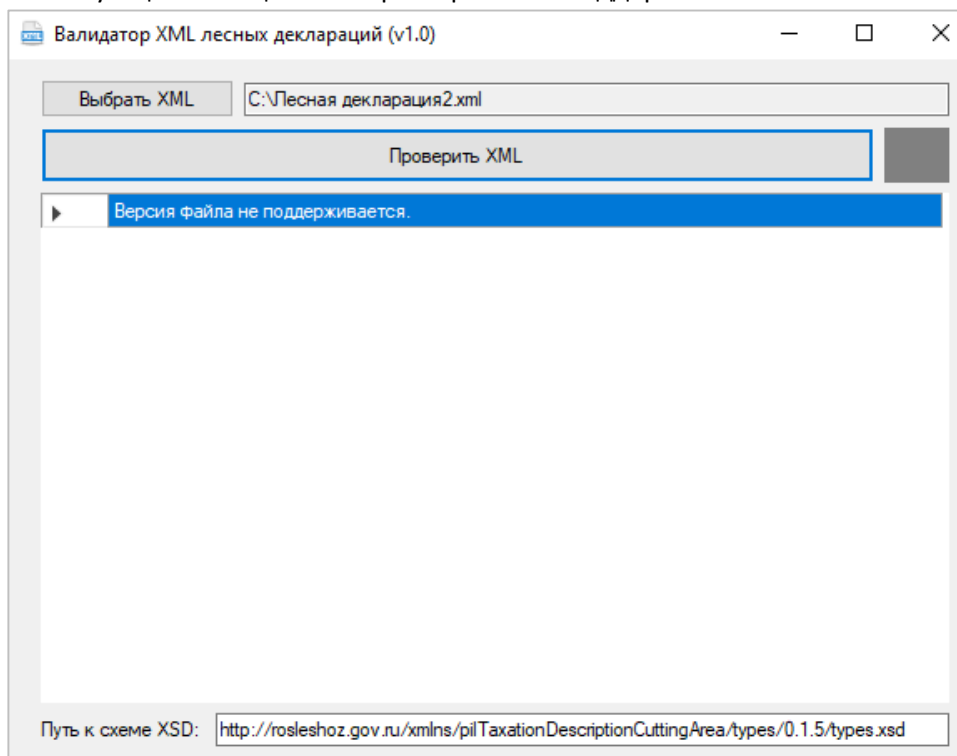 Валидатор XML лесных деклараций (v1.0)
Выбрать XML C:\Лесная декларация2.xml
Проверить XML
Версия файла не поддерживается.
Путь к схеме XSD: http://rosleshoz.gov.ru/xmlns/pilTaxationDescriptionCuttingArea/types/0.1.5/types.xsd